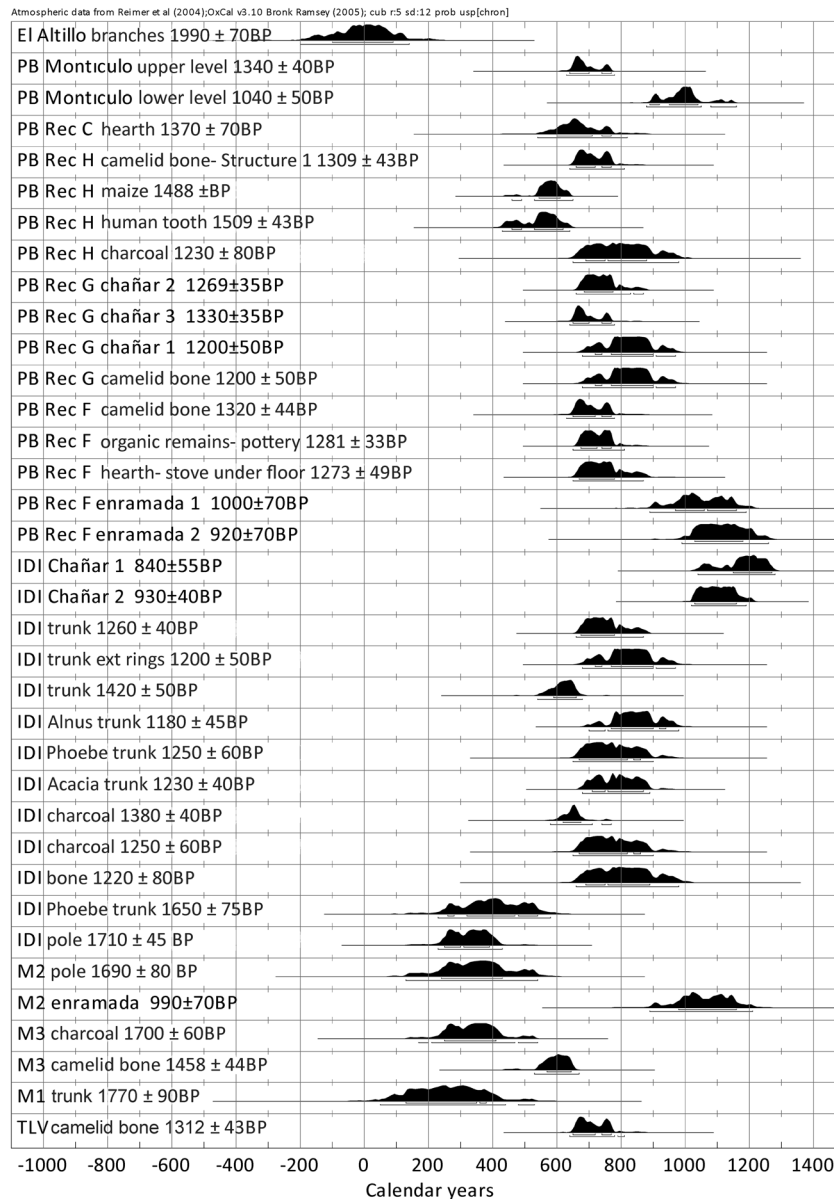 Atmospheric data from Reimer et al (2004);OxCal v3.10 Bronk Ramsey (2005); cub r:5 sd:12 prob usp[chron]
El Altillo branches 1990 ± 70BP
PB Montıculo upper level 1340 ± 40BP
PB Montıculo lower level 1040 ± 50BP
PB Rec C hearth 1370 ± 70BP
PB Rec H camelid bone- Structure 1 1309 ± 43BP
PB Rec H maize 1488 ±BP
PB Rec H human tooth 1509 ± 43BP
PB Rec H charcoal 1230 ± 80BP
PB Rec G chañar 2 1269±35BP
PB Rec G chañar 3 1330±35BP
PB Rec G chañar 1 1200±50BP
PB Rec G camelid bone 1200 ± 50BP
PB Rec F camelid bone 1320 ± 44BP
PB Rec F organic remains- pottery 1281 ± 33BP
PB Rec F hearth- stove under floor 1273 ± 49BP
PB Rec F enramada 1 1000±70BP
PB Rec F enramada 2 920±70BP
IDI Chañar 1 840±55BP
IDI Chañar 2 930±40BP
IDI trunk 1260 ± 40BP
IDI trunk ext rings 1200 ± 50BP
IDI trunk 1420 ± 50BP
IDI Alnus trunk 1180 ± 45BP
IDI Phoebe trunk 1250 ± 60BP
IDI Acacia trunk 1230 ± 40BP
IDI charcoal 1380 ± 40BP
IDI charcoal 1250 ± 60BP
IDI bone 1220 ± 80BP
IDI Phoebe trunk 1650 ± 75BP
IDI pole 1710 ± 45 BP
M2 pole 1690 ± 80 BP
M2 enramada 990±70BP
M3 charcoal 1700 ± 60BP
M3 camelid bone 1458 ± 44BP
M1 trunk 1770 ± 90BP
TLV camelid bone 1312 ± 43BP
-1000 -800 -600 -400 -200 0 200 400 600 800 1000 1200 1400
Calendar years